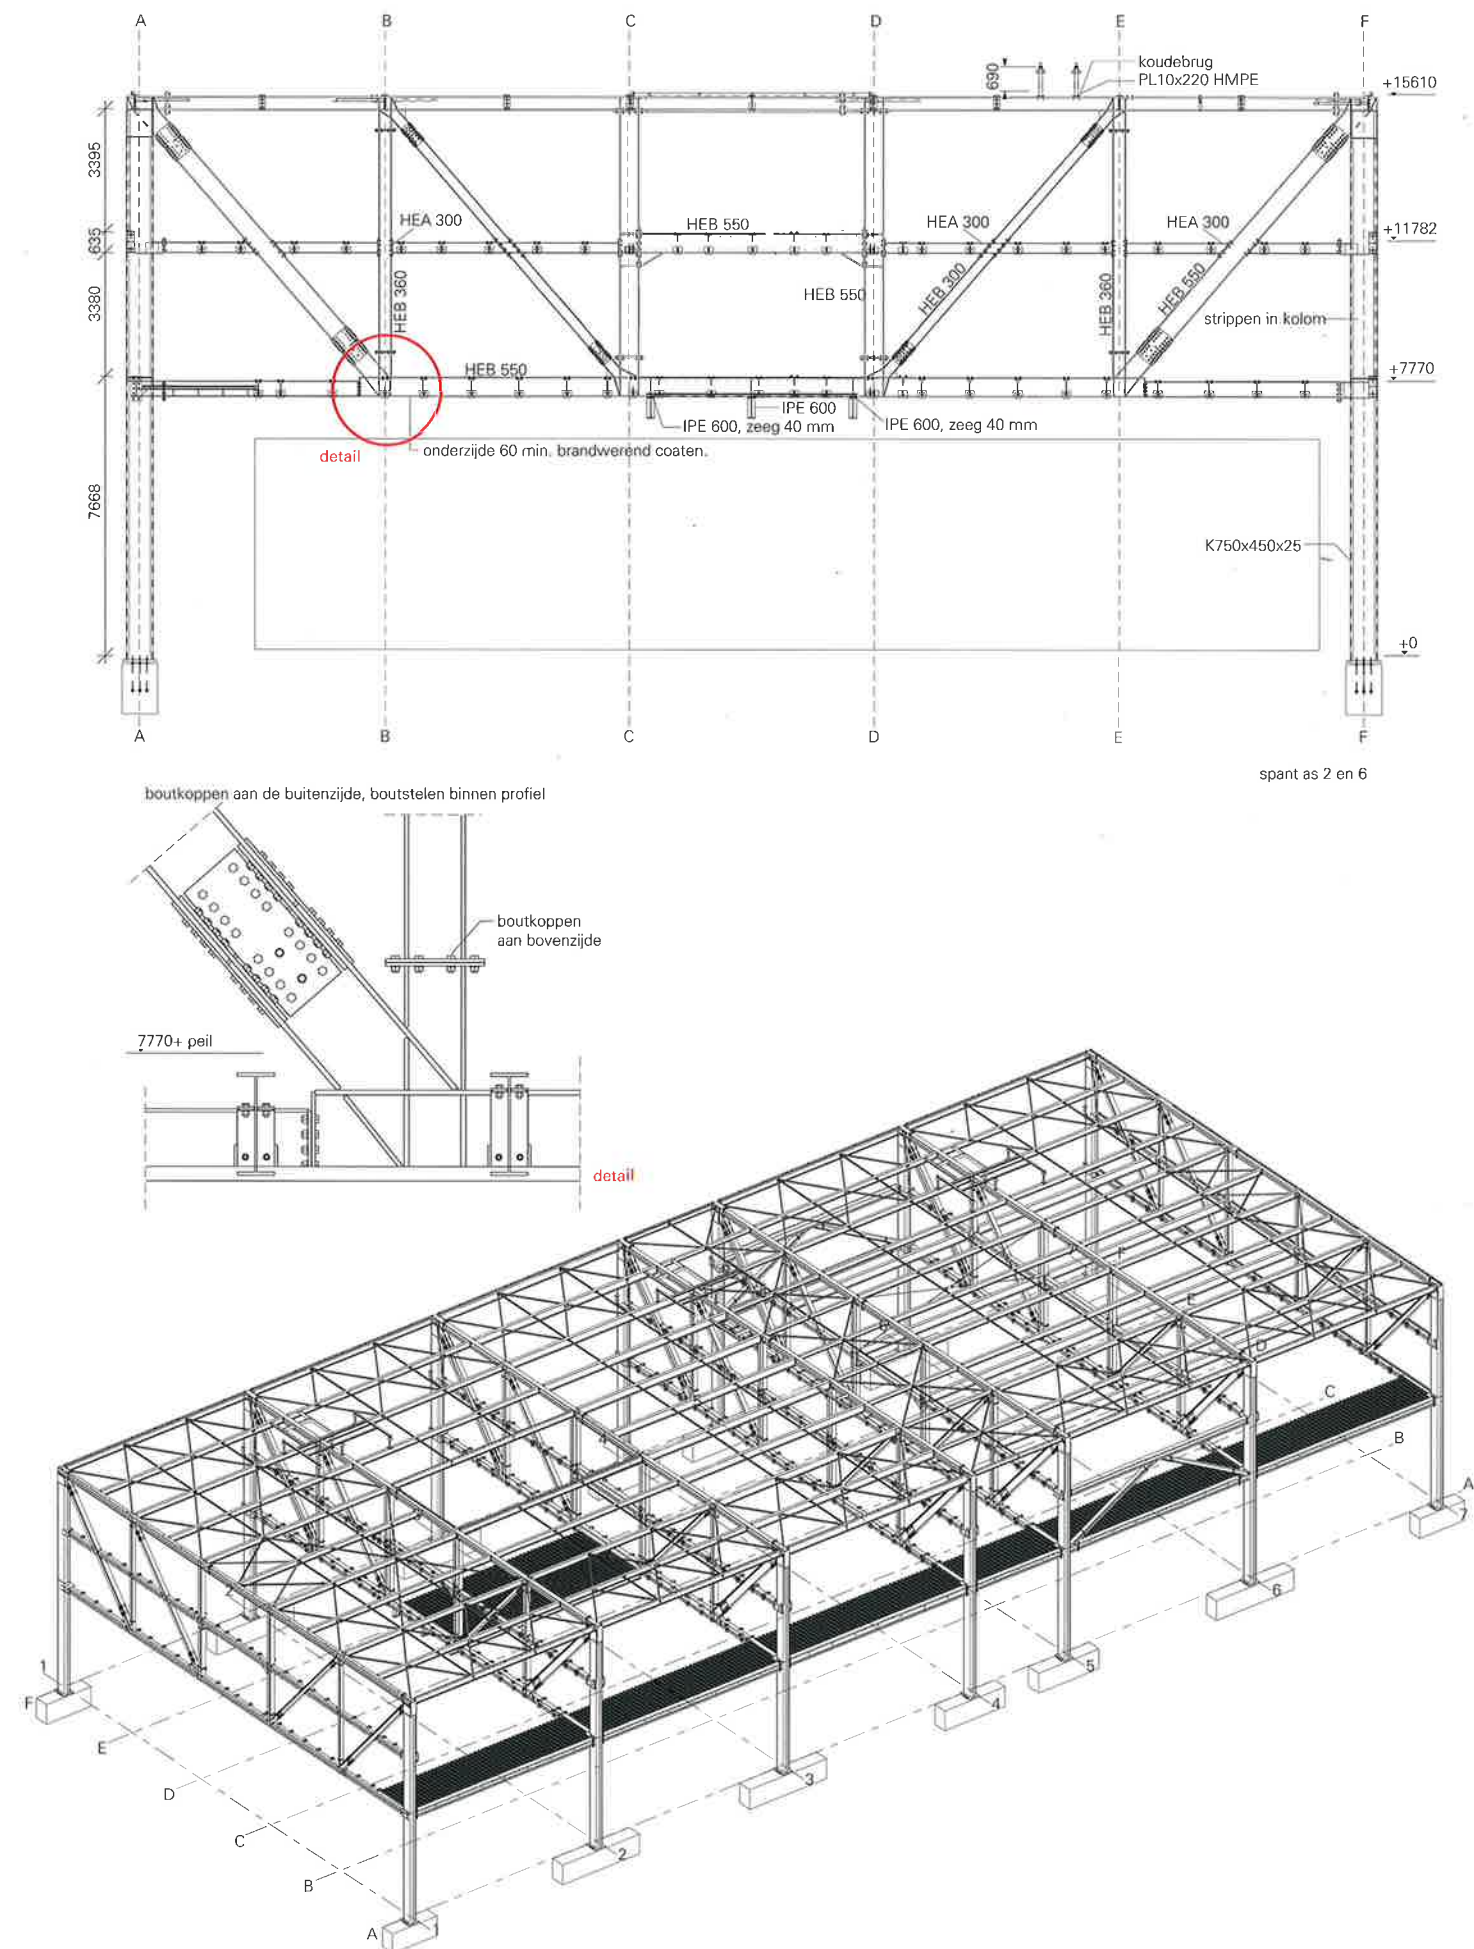 A B C D E F
koudebrug
PL10x220 HMPE
690
+15610
3395
HEA 300
HEB 550
HEA 300
HEA 300
+11782
635
3380
HEB 360
HEB 550
HEB 300
HEB 360
HEB 550
strippen in kolom
HEB 550
+7770
IPE 600
IPE 600, zeeg 40 mm
IPE 600, zeeg 40 mm
detail
onderzijde 60 min. brandwerend coaten.
7668
K750x450x25
+0
A B C D E F
spant as 2 en 6
boutkoppen aan de buitenzijde, boutstelen binnen profiel
boutkoppen
aan bovenzijde
7770+ peil
detail
F
E
D
C
B
A
7
6
5
4
3
2
1
1
F
E
D
C
B
A